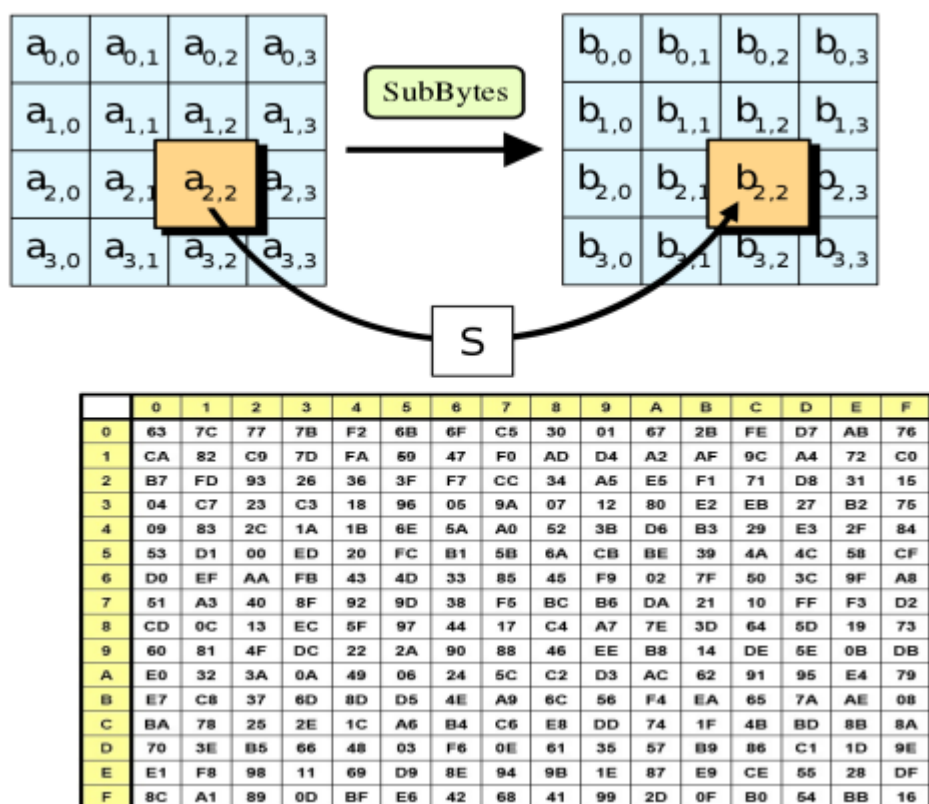 a0,0 a0,1 a0,2 a0,3 b0,0 b0,1 b0,2 b0,3
SubBytes
a1,0 a1,1 a1,2 a1,3 b1,0 b1,1 b1,2 b1,3
a2,0 a2,1 a2,2 a2,3 b2,0 b2,1 b2,2 b2,3
a3,0 a3,1 a3,2 a3,3 b3,0 b3,1 b3,2 b3,3
S
0 1 2 3 4 5 6 7 8 9 A B C D E F
0 63 7C 77 7B F2 6B 6F C5 30 01 67 2B FE D7 AB 76
1 CA 82 C9 7D FA 59 47 F0 AD D4 A2 AF 9C A4 72 C0
2 B7 FD 93 26 36 3F F7 CC 34 A5 E5 F1 71 D8 31 15
3 04 C7 23 C3 18 96 05 9A 07 12 80 E2 EB 27 B2 75
4 09 83 2C 1A 1B 6E 5A A0 52 3B D6 B3 29 E3 2F 84
5 53 D1 00 ED 20 FC B1 5B 6A CB BE 39 4A 4C 58 CF
6 D0 EF AA FB 43 4D 33 85 45 F9 02 7F 50 3C 9F A8
7 51 A3 40 8F 92 9D 38 F5 BC B6 DA 21 10 FF F3 D2
8 CD 0C 13 EC 5F 97 44 17 C4 A7 7E 3D 64 5D 19 73
9 60 81 4F DC 22 2A 90 88 46 EE B8 14 DE 5E 0B DB
A E0 32 3A 0A 49 06 24 5C C2 D3 AC 62 91 95 E4 79
B E7 C8 37 6D 8D D5 4E A9 6C 56 F4 EA 65 7A AE 08
C BA 78 25 2E 1C A6 B4 C6 E8 DD 74 1F 4B BD 8B 8A
D 70 3E B5 66 48 03 F6 0E 61 35 57 B9 86 C1 1D 9E
E E1 F8 98 11 69 D9 8E 94 9B 1E 87 E9 CE 55 28 DF
F 8C A1 89 0D BF E6 42 68 41 99 2D 0F B0 54 BB 16